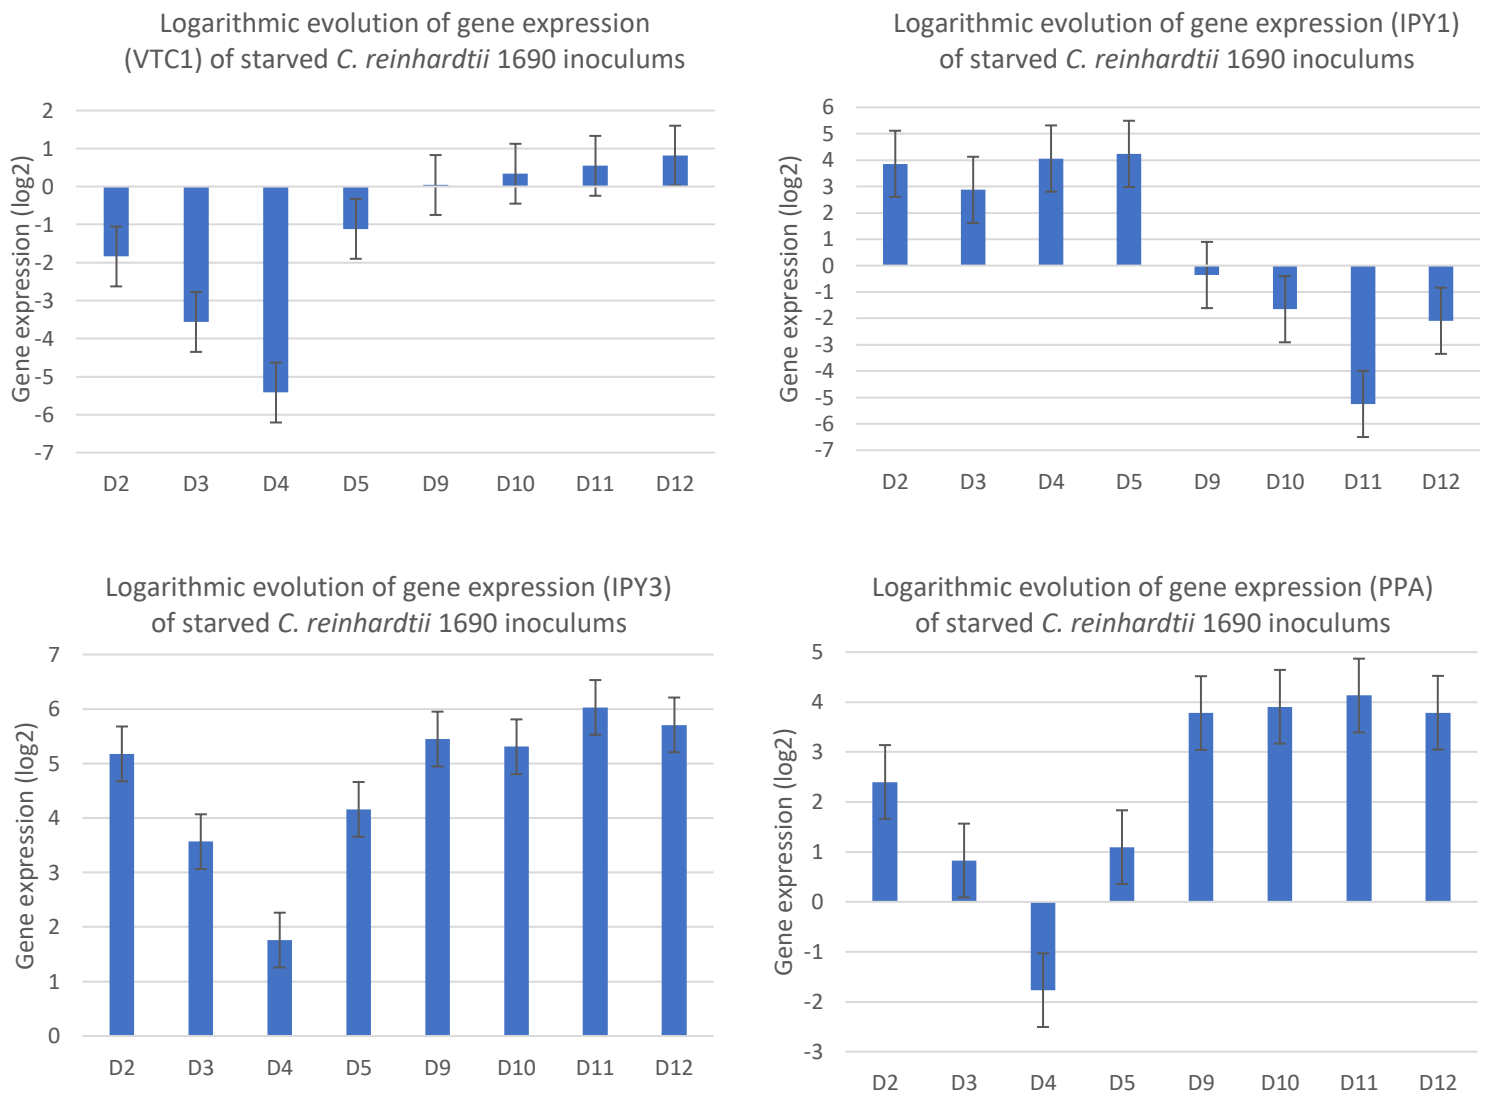 Logarithmic evolution of gene expression
(VTC1) of starved C. reinhardtii 1690 inoculums
Gene expression (log2)
2
1
0
-1
-2
-3
-4
-5
-6
-7
D2 D3 D4 D5 D9 D10 D11 D12
Logarithmic evolution of gene expression (IPY1)
of starved C. reinhardtii 1690 inoculums
Gene expression (log2)
6
5
4
3
2
1
0
-1
-2
-3
-4
-5
-6
-7
D2 D3 D4 D5 D9 D10 D11 D12
Logarithmic evolution of gene expression (IPY3)
of starved C. reinhardtii 1690 inoculums
Gene expression (log2)
7
6
5
4
3
2
1
0
D2 D3 D4 D5 D9 D10 D11 D12
Logarithmic evolution of gene expression (PPA)
of starved C. reinhardtii 1690 inoculums
Gene expression (log2)
5
4
3
2
1
0
-1
-2
-3
D2 D3 D4 D5 D9 D10 D11 D12